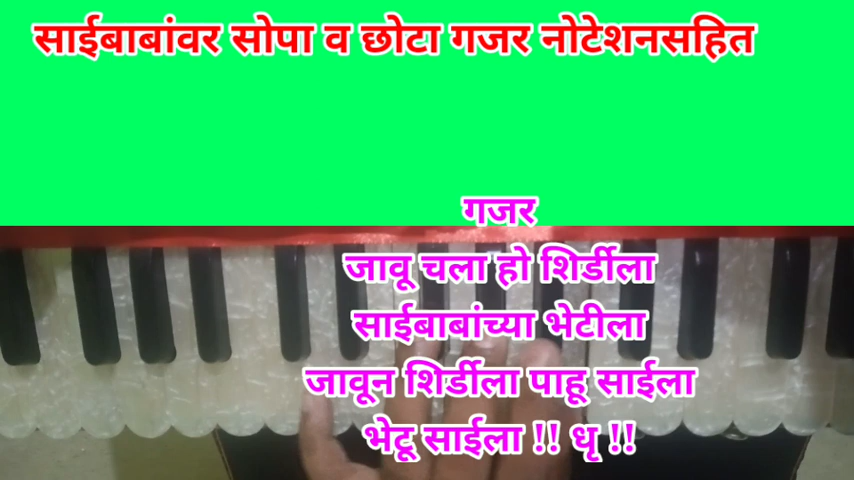 साईबाबांवर सोपा व छोटा गजर नोटेशनसहित
गजर
जावू चला हो शिर्डीला
साईबाबांच्या भेटीला
जावून शिर्डीला पाहू साईला
भेटू साईला !! धृ !!